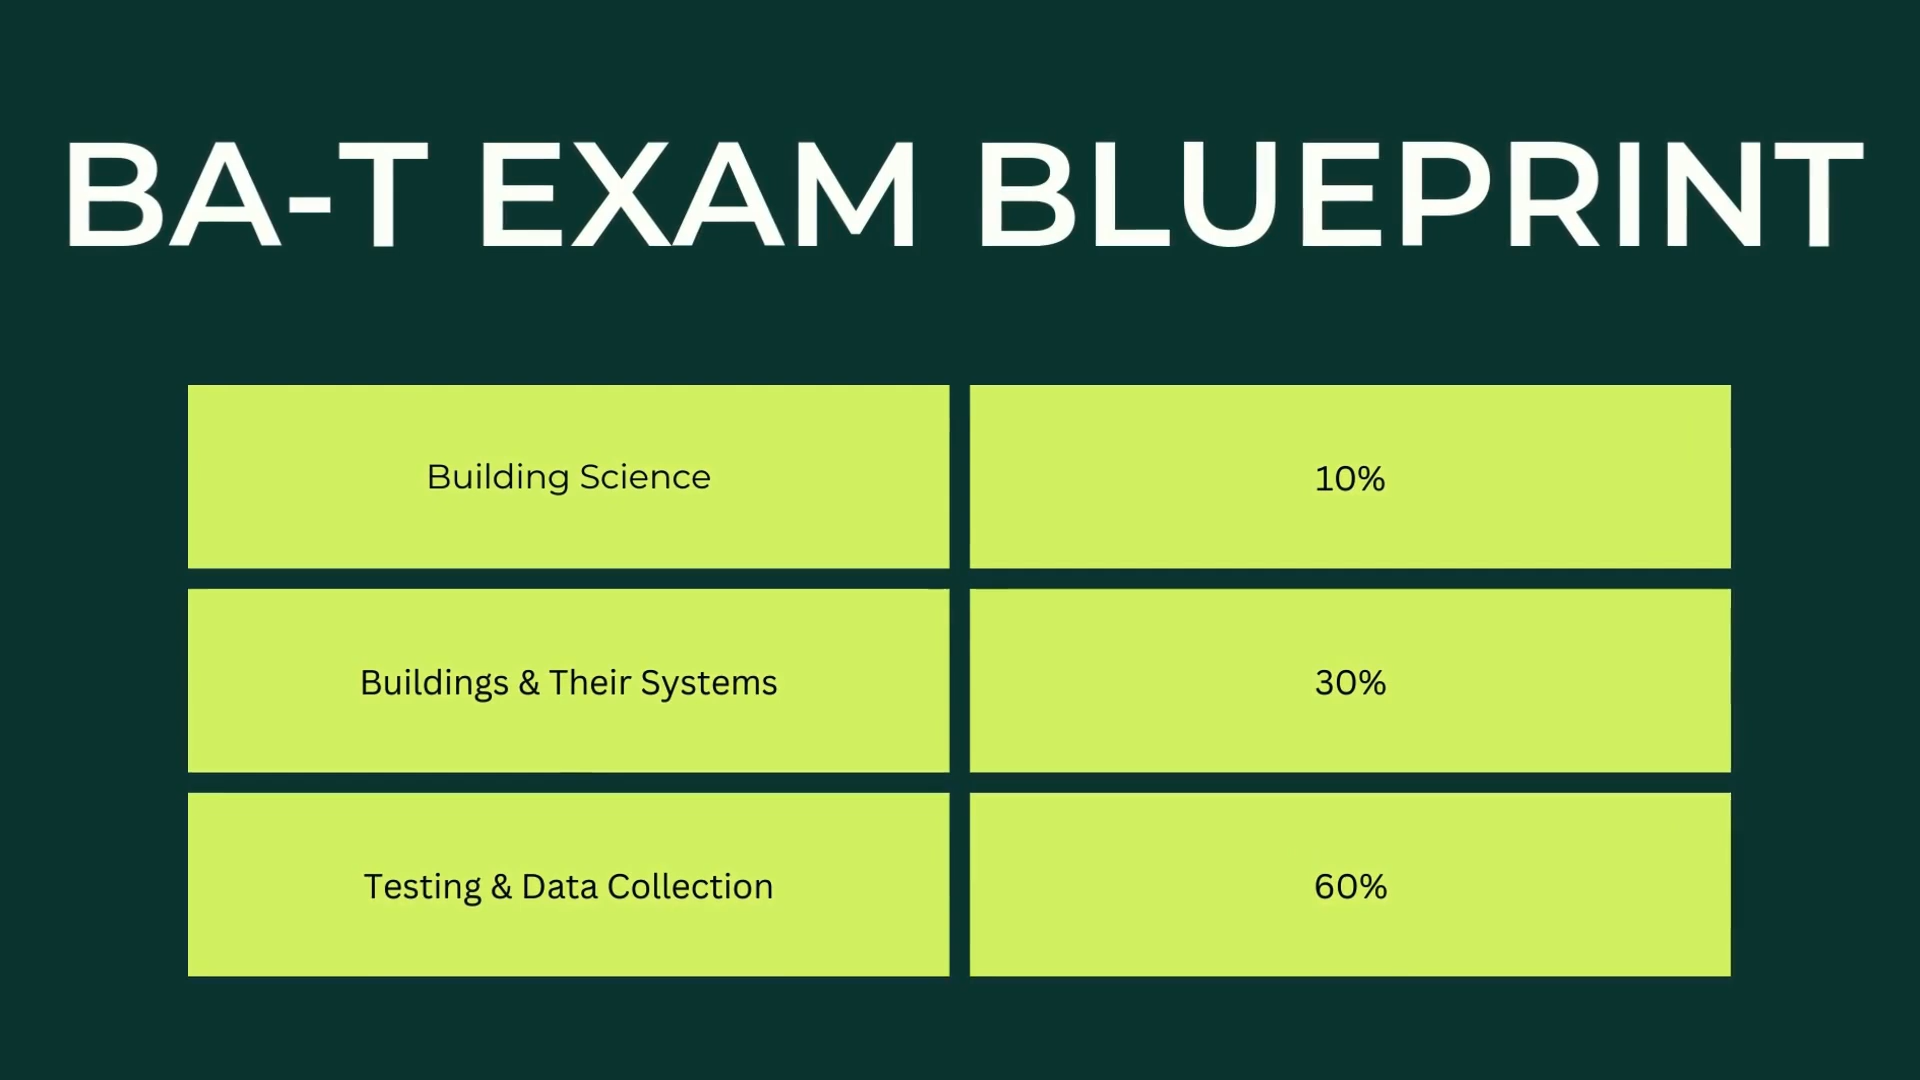 BA-T EXAM BLUEPRINT
Building Science 10%
Buildings & Their Systems 30%
Testing & Data Collection 60%